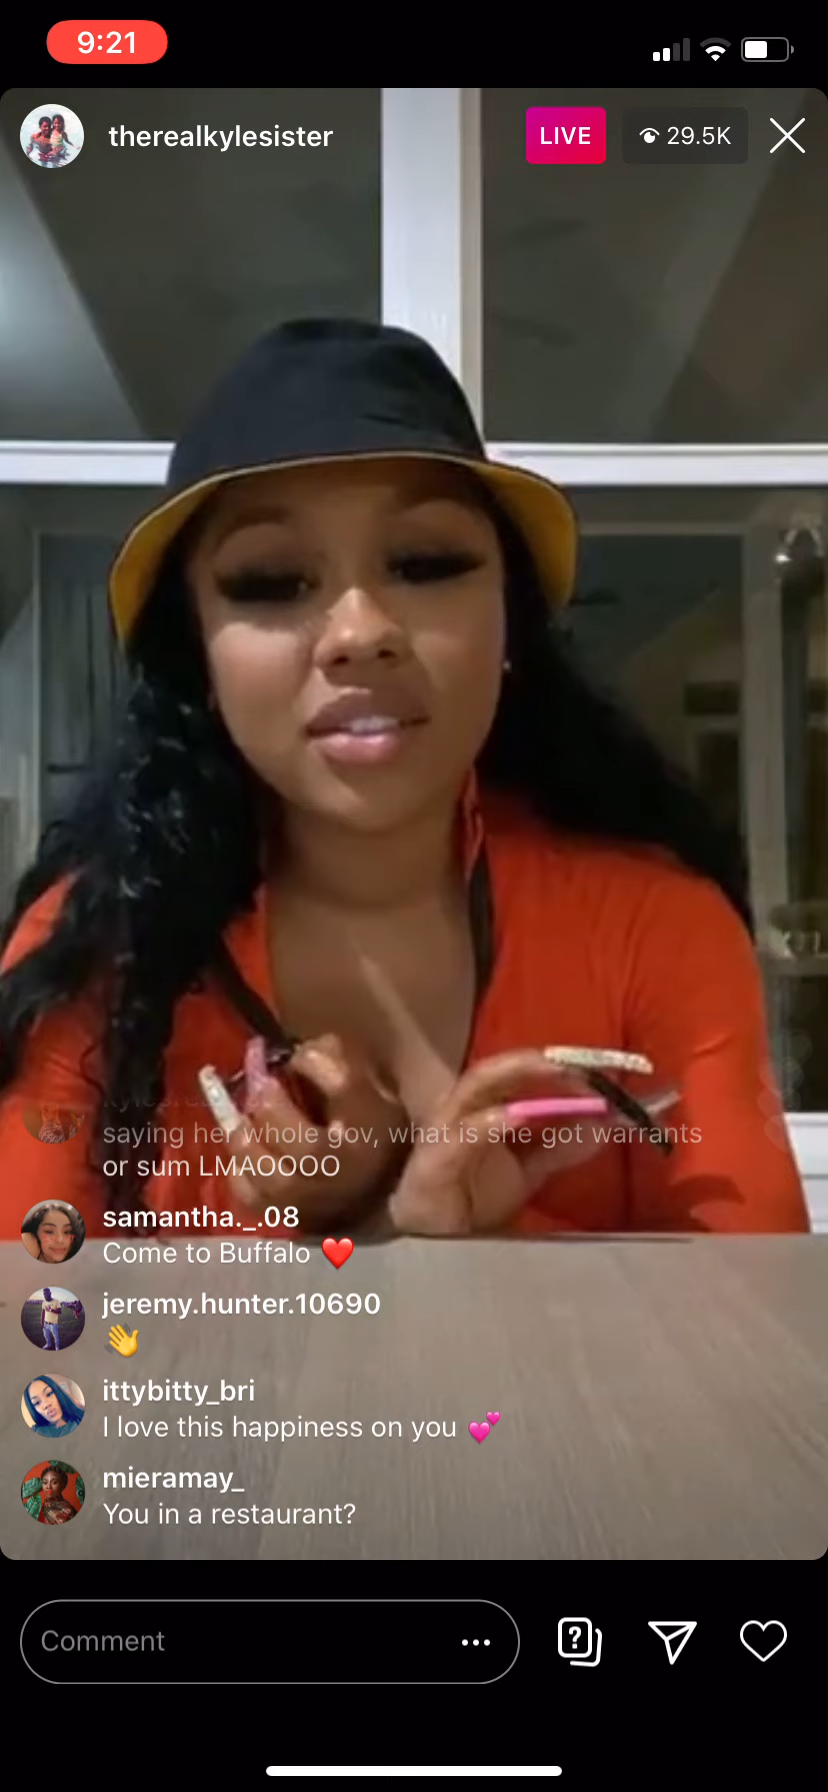 9:21
therealkylesister
LIVE
29.5K
saying her whole gov, what is she got warrants
or sum LMAOOOO
samantha._.08
Come to Buffalo ❤️
jeremy.hunter.10690
👋
ittybitty_bri
I love this happiness on you 💕
mieramay_
You in a restaurant?
Comment